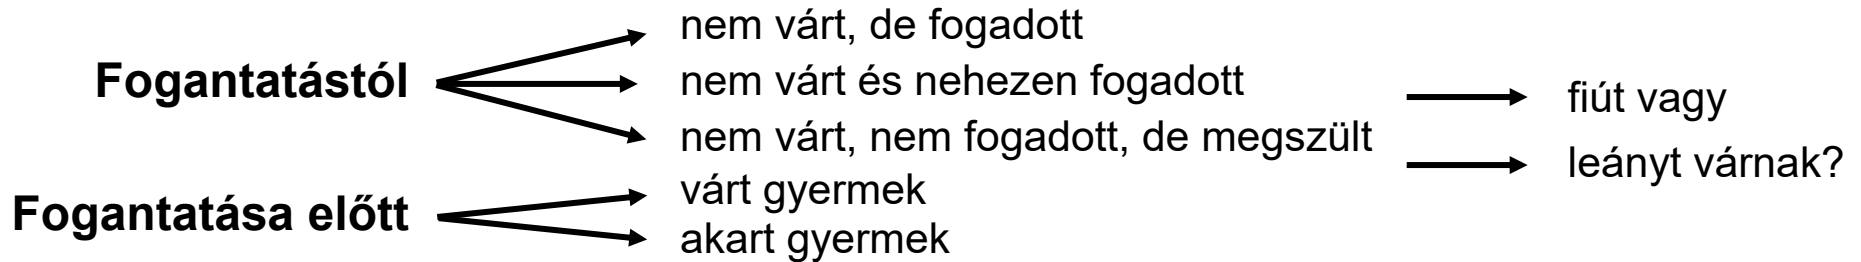 Fogantatástól
nem várt, de fogadott
nem várt és nehezen fogadott
nem várt, nem fogadott, de megszült
Fogantatása előtt
várt gyermek
akart gyermek
fiút vagy
leányt várnak?